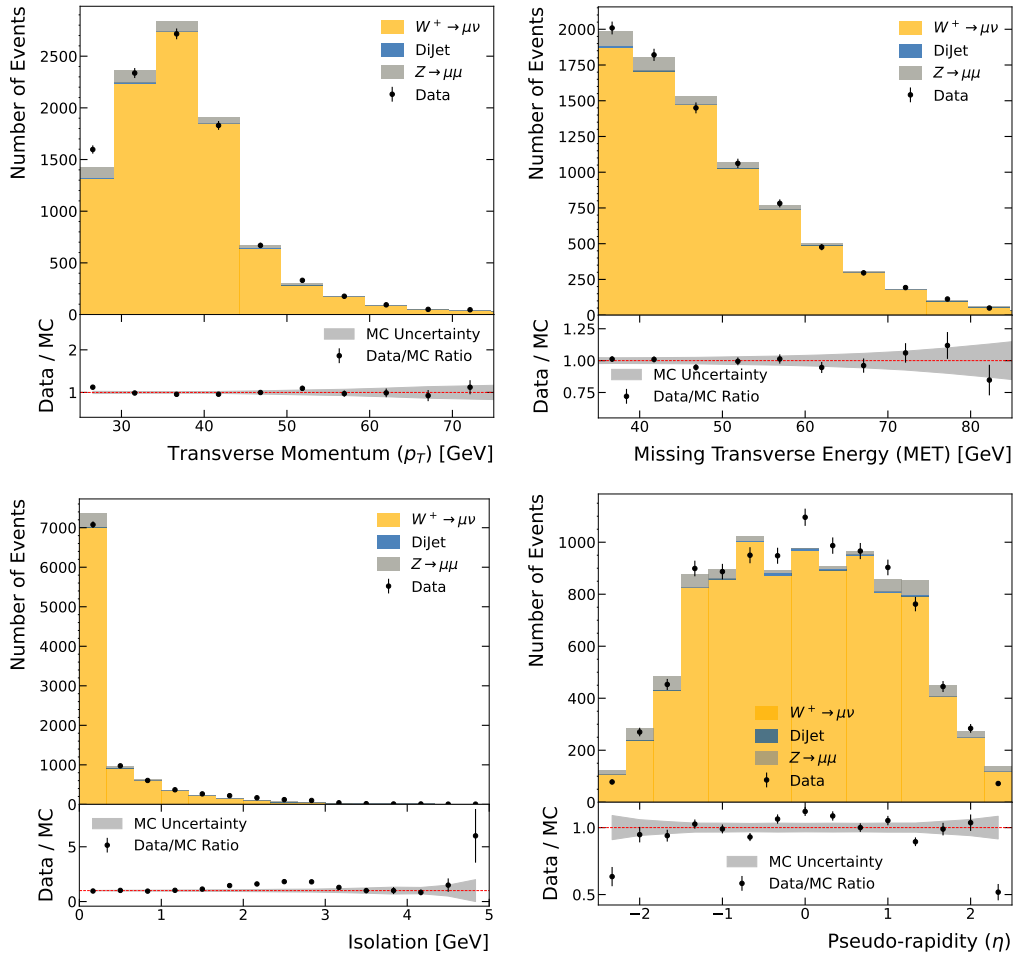 Number of Events
2500
2000
1500
1000
500
0
W⁺ → μν
DiJet
Z → μμ
Data
Data / MC
2
1
MC Uncertainty
Data/MC Ratio
30 40 50 60 70
Transverse Momentum (p_T) [GeV]
Number of Events
2000
1750
1500
1250
1000
750
500
250
0
W⁺ → μν
DiJet
Z → μμ
Data
Data / MC
1.25
1.00
0.75
MC Uncertainty
Data/MC Ratio
40 50 60 70 80
Missing Transverse Energy (MET) [GeV]
Number of Events
7000
6000
5000
4000
3000
2000
1000
0
W⁺ → μν
DiJet
Z → μμ
Data
Data / MC
5
0
MC Uncertainty
Data/MC Ratio
0 1 2 3 4 5
Isolation [GeV]
Number of Events
1000
800
600
400
200
0
W⁺ → μν
DiJet
Z → μμ
Data
Data / MC
1.0
0.5
MC Uncertainty
Data/MC Ratio
−2 −1 0 1 2
Pseudo-rapidity (η)